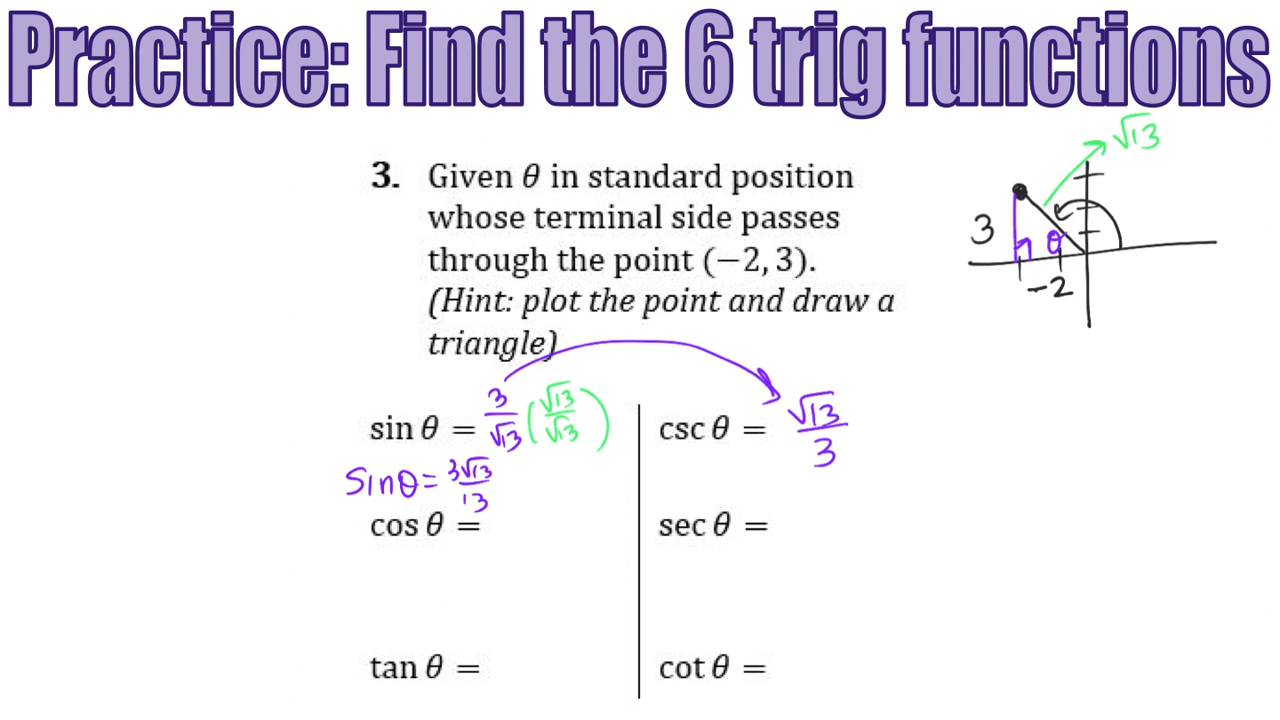 Practice: Find the 6 trig functions
3. Given θ in standard position
whose terminal side passes
through the point (−2, 3).
(Hint: plot the point and draw a
triangle)
√13
3
θ
-2
sin θ = 3/√13 (√13/√13)
csc θ = √13/3
Sinθ = 3√13/13
cos θ =
sec θ =
tan θ =
cot θ =